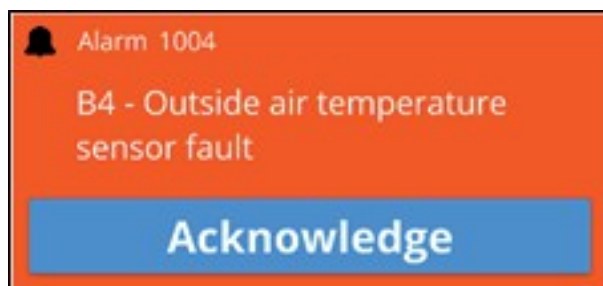 Alarm 1004
B4 - Outside air temperature
sensor fault
Acknowledge